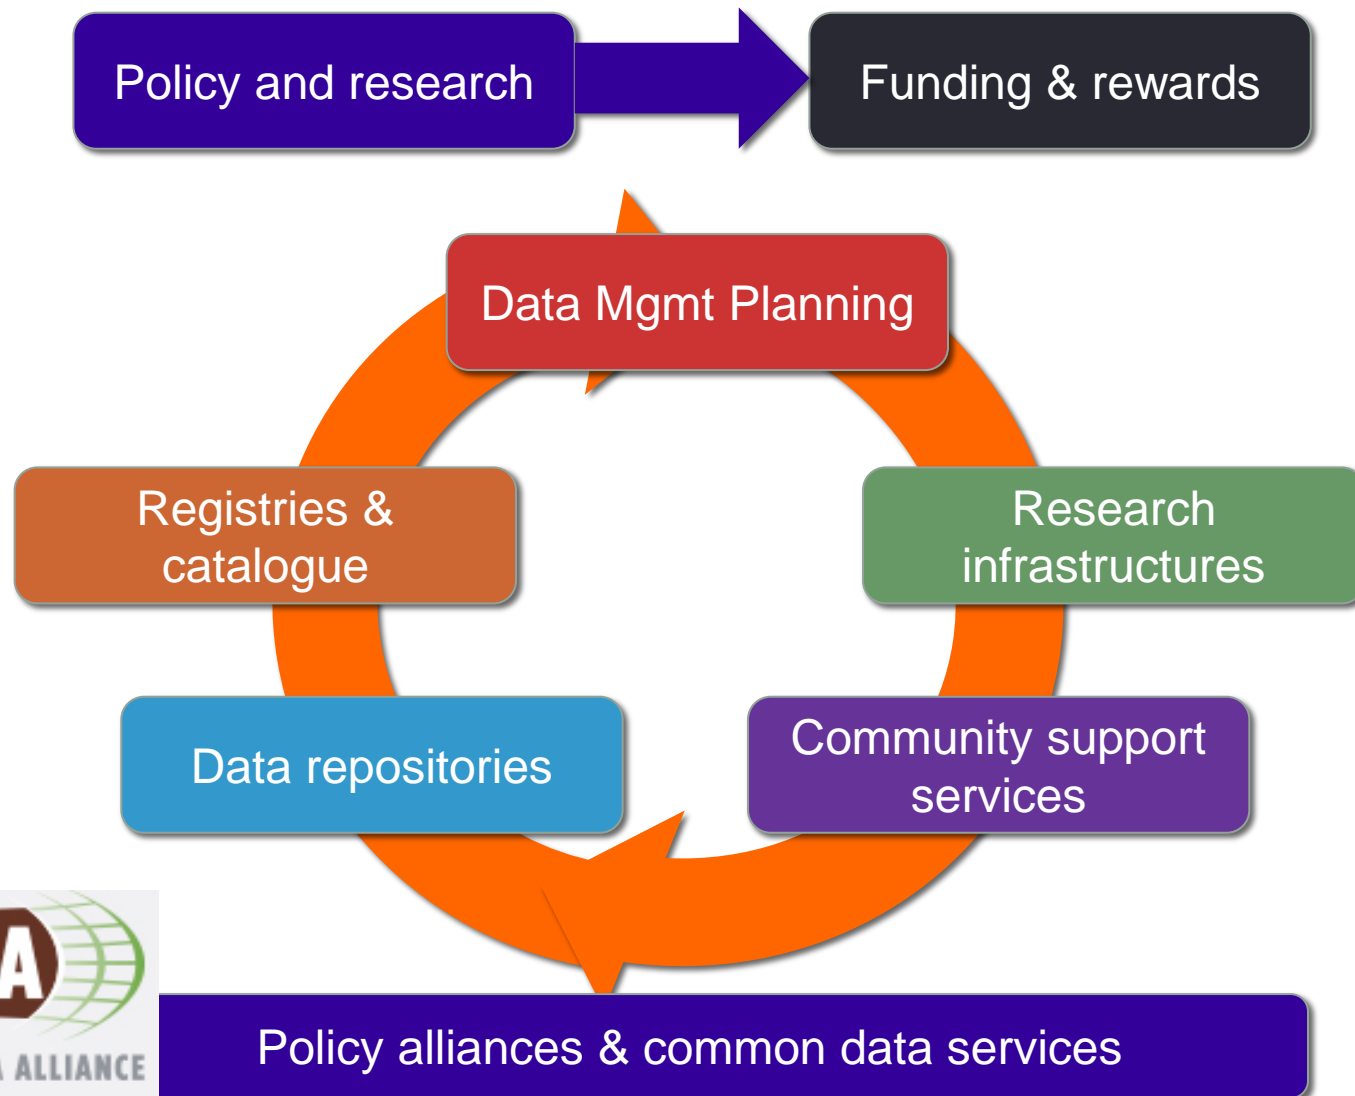 Policy and research
Funding & rewards
Data Mgmt Planning
Registries &
catalogue
Research
infrastructures
Data repositories
Community support
services
A
ALLIANCE
Policy alliances & common data services